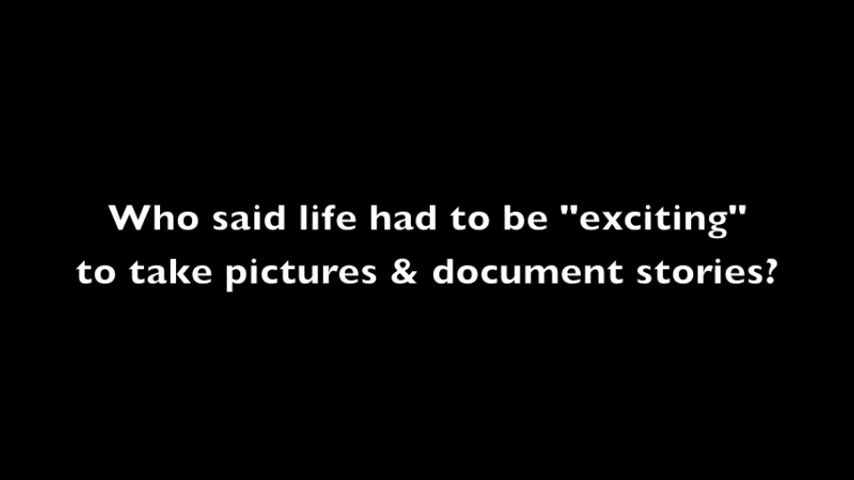 Who said life had to be "exciting"
to take pictures & document stories?